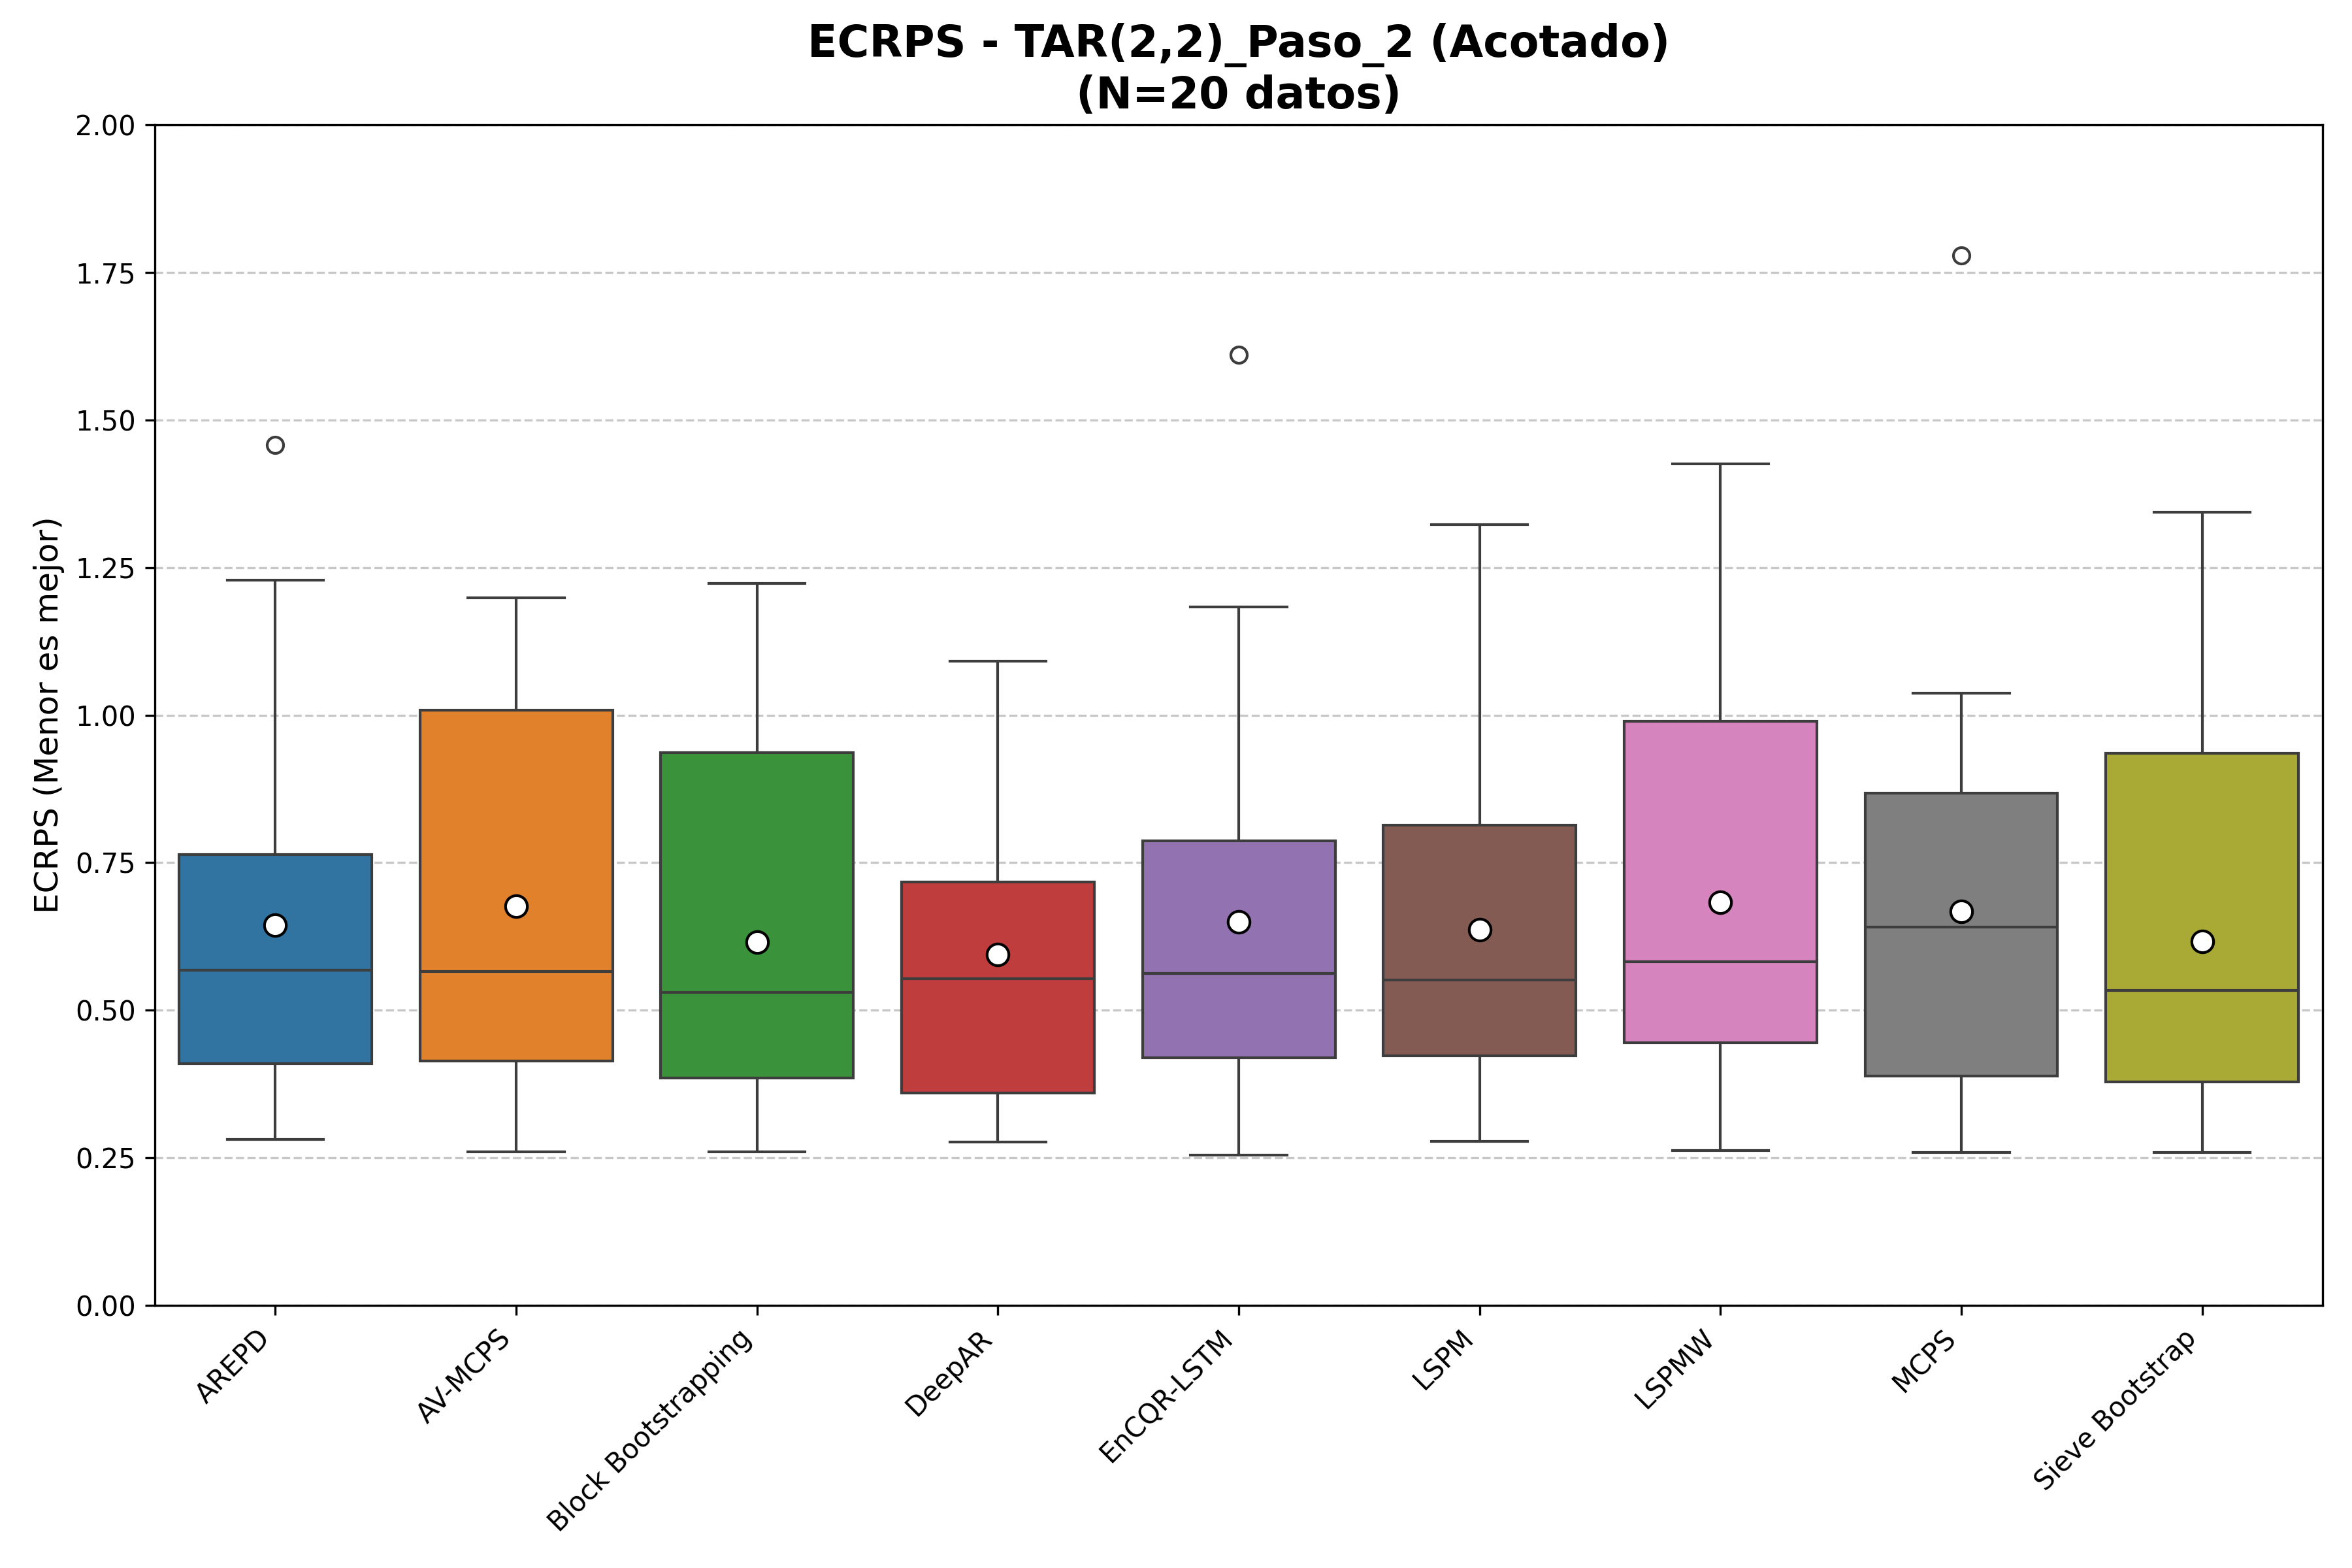 ECRPS - TAR(2,2)_Paso_2 (Acotado)
(N=20 datos)
ECRPS (Menor es mejor)
2.00
1.75
1.50
1.25
1.00
0.75
0.50
0.25
0.00
AREPD
AV-MCPS
Block Bootstrapping
DeepAR
EnCQR-LSTM
LSPM
LSPMW
MCPS
Sieve Bootstrap